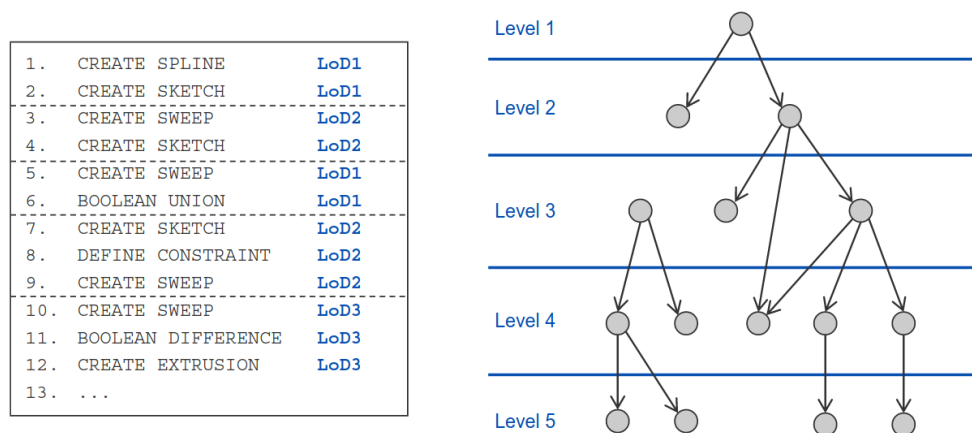 1. CREATE SPLINE LoD1
2. CREATE SKETCH LoD1
3. CREATE SWEEP LoD2
4. CREATE SKETCH LoD2
5. CREATE SWEEP LoD1
6. BOOLEAN UNION LoD1
7. CREATE SKETCH LoD2
8. DEFINE CONSTRAINT LoD2
9. CREATE SWEEP LoD2
10. CREATE SWEEP LoD3
11. BOOLEAN DIFFERENCE LoD3
12. CREATE EXTRUSION LoD3
13. ...
Level 1
Level 2
Level 3
Level 4
Level 5